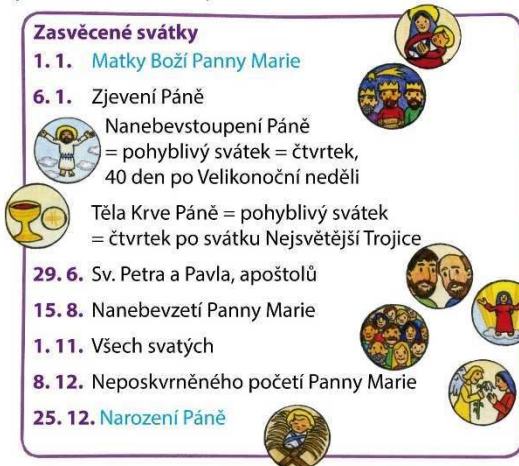 Zasvěcené svátky
1. 1. Matky Boží Panny Marie
6. 1. Zjevení Páně
Nanebevstoupení Páně
= pohyblivý svátek = čtvrtek,
40 den po Velikonoční neděli
Těla Krve Páně = pohyblivý svátek
= čtvrtek po svátku Nejsvětější Trojice
29. 6. Sv. Petra a Pavla, apoštolů
15. 8. Nanebevzetí Panny Marie
1. 11. Všech svatých
8. 12. Neposkvrněného početí Panny Marie
25. 12. Narození Páně